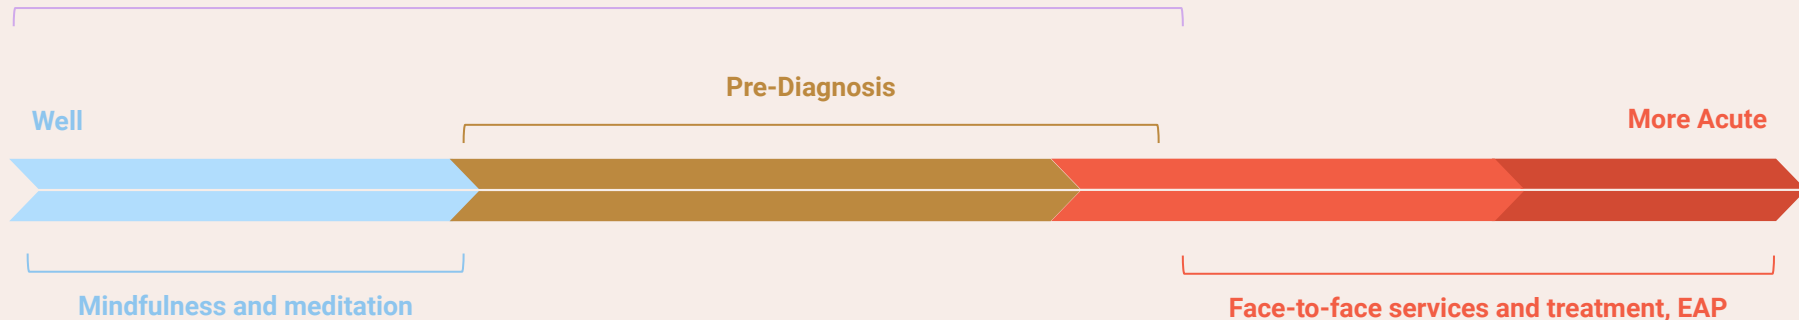 Pre-Diagnosis
Well
More Acute
Mindfulness and meditation
Face-to-face services and treatment, EAP